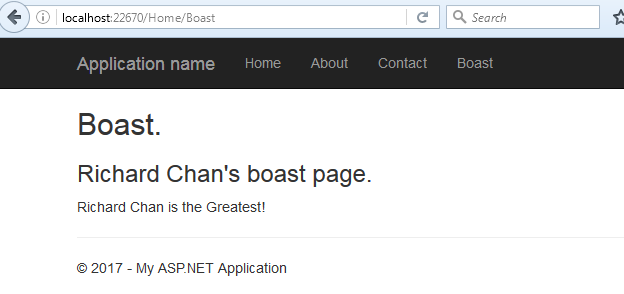 localhost:22670/Home/Boast
Search
Application name Home About Contact Boast
Boast.
Richard Chan's boast page.
Richard Chan is the Greatest!
© 2017 - My ASP.NET Application